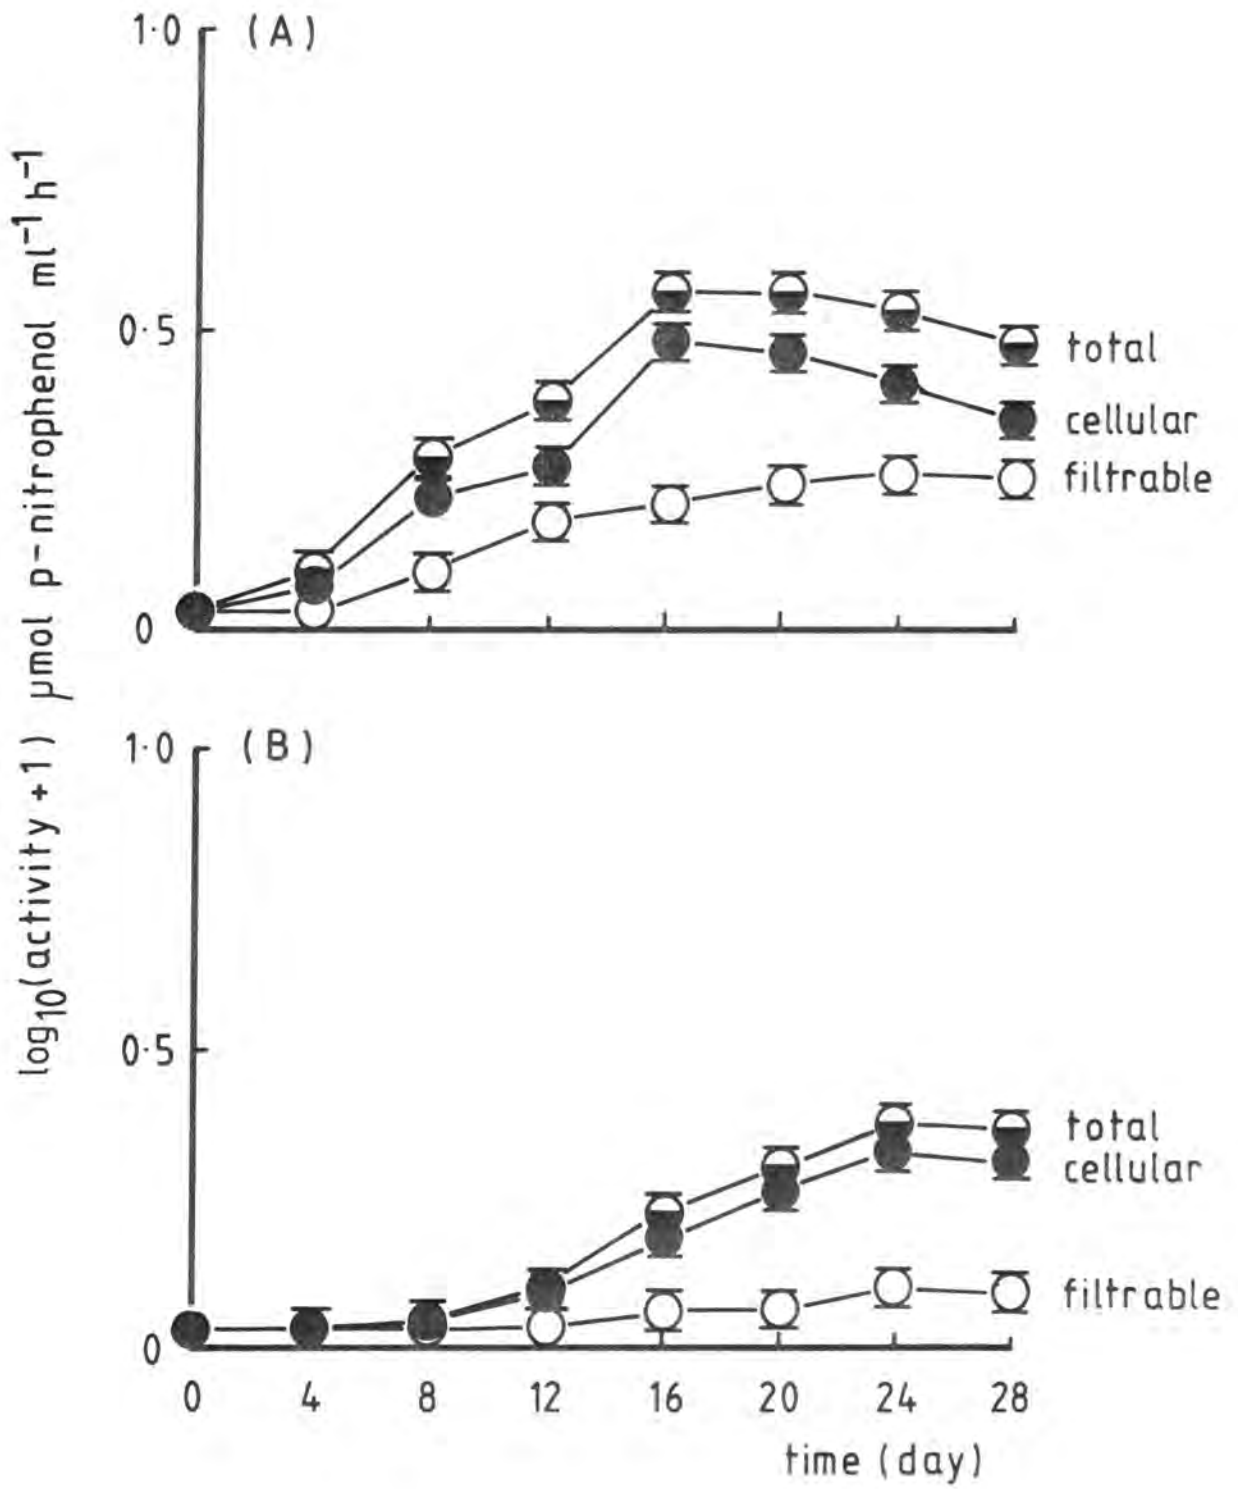 log₁₀(activity +1) µmol p-nitrophenol ml⁻¹ h⁻¹
(A)
1·0
0·5
0
total
cellular
filtrable
(B)
1·0
0·5
0
total
cellular
filtrable
0 4 8 12 16 20 24 28
time (day)